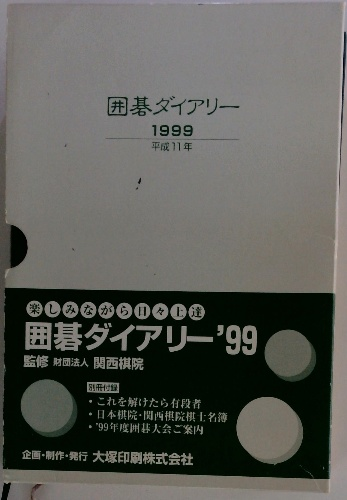 囲碁ダイアリー
1999
平成11年
楽しみながら日々上達
囲碁ダイアリー'99
監修 財団法人 関西棋院
別冊付録
・これを解けたら有段者
・日本棋院・関西棋院棋士名簿
・'99年度囲碁大会ご案内
企画・制作・発行 大塚印刷株式会社